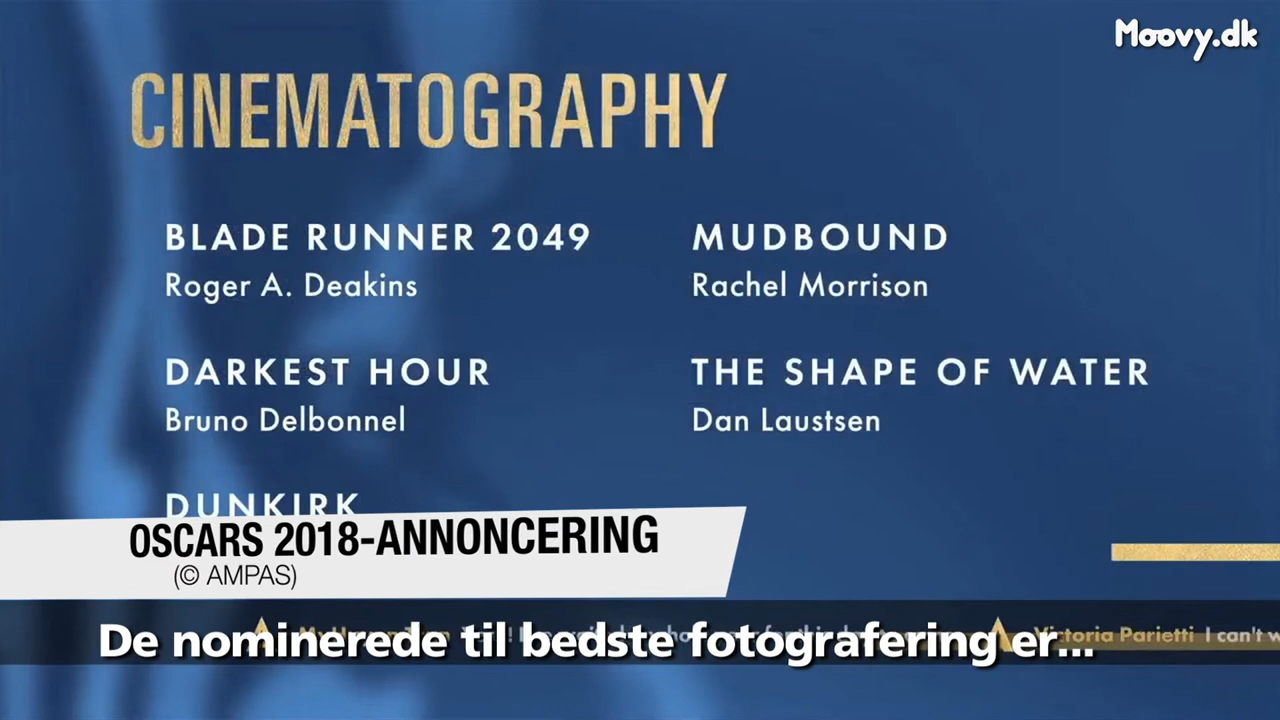 Moovy.dk
CINEMATOGRAPHY
BLADE RUNNER 2049
Roger A. Deakins
DARKEST HOUR
Bruno Delbonnel
DUNKIRK
MUDBOUND
Rachel Morrison
THE SHAPE OF WATER
Dan Laustsen
OSCARS 2018-ANNONCERING
(© AMPAS)
De nominerede til bedste fotografering er...
Victoria Parietti I can't